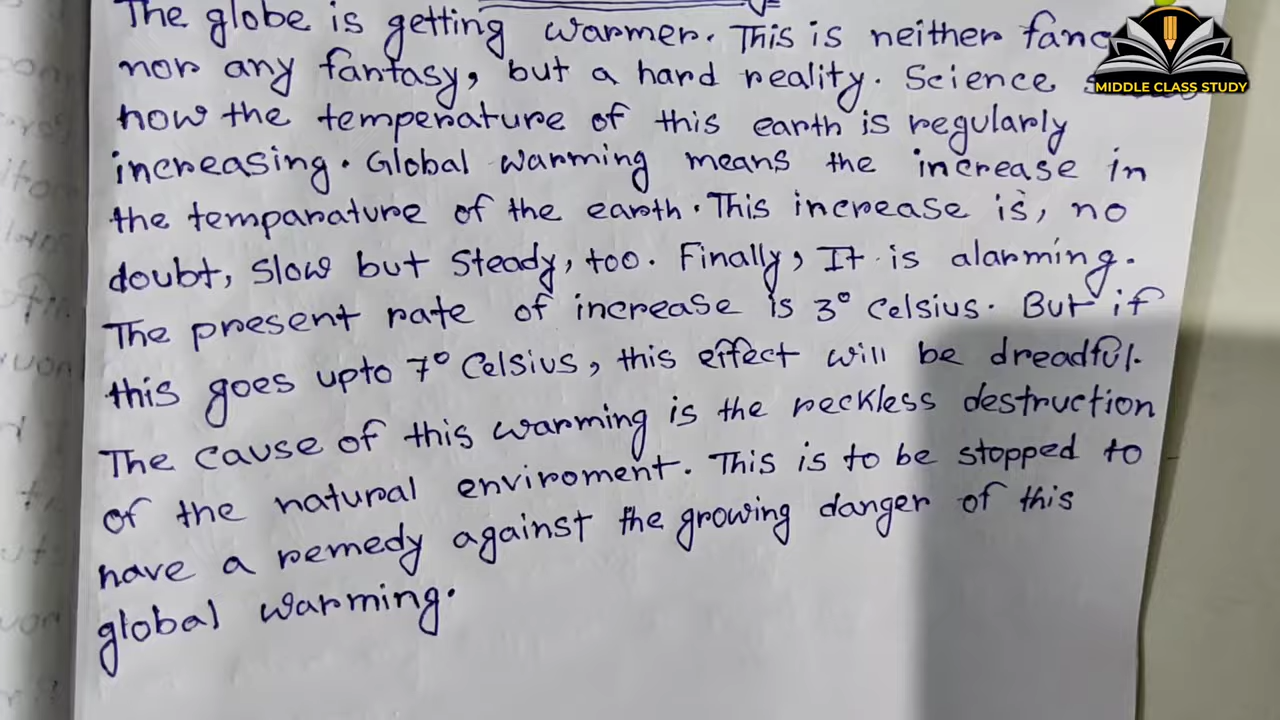 The globe is getting warmer. This is neither
nor any fantasy, but a hard reality. Science
how the temperature of this earth is regularly
increasing. Global warming means the increase in
the temparature of the earth. This increase is, no
doubt, slow but steady, too. Finally, It is alarming.
The present rate of increase is 3° Celsius. But if
this goes upto 7° Celsius, this effect will be dreadful.
The cause of this warming is the reckless destruction
of the natural enviroment. This is to be stopped to
have a remedy against the growing danger of this
global warming.
MIDDLE CLASS STUDY